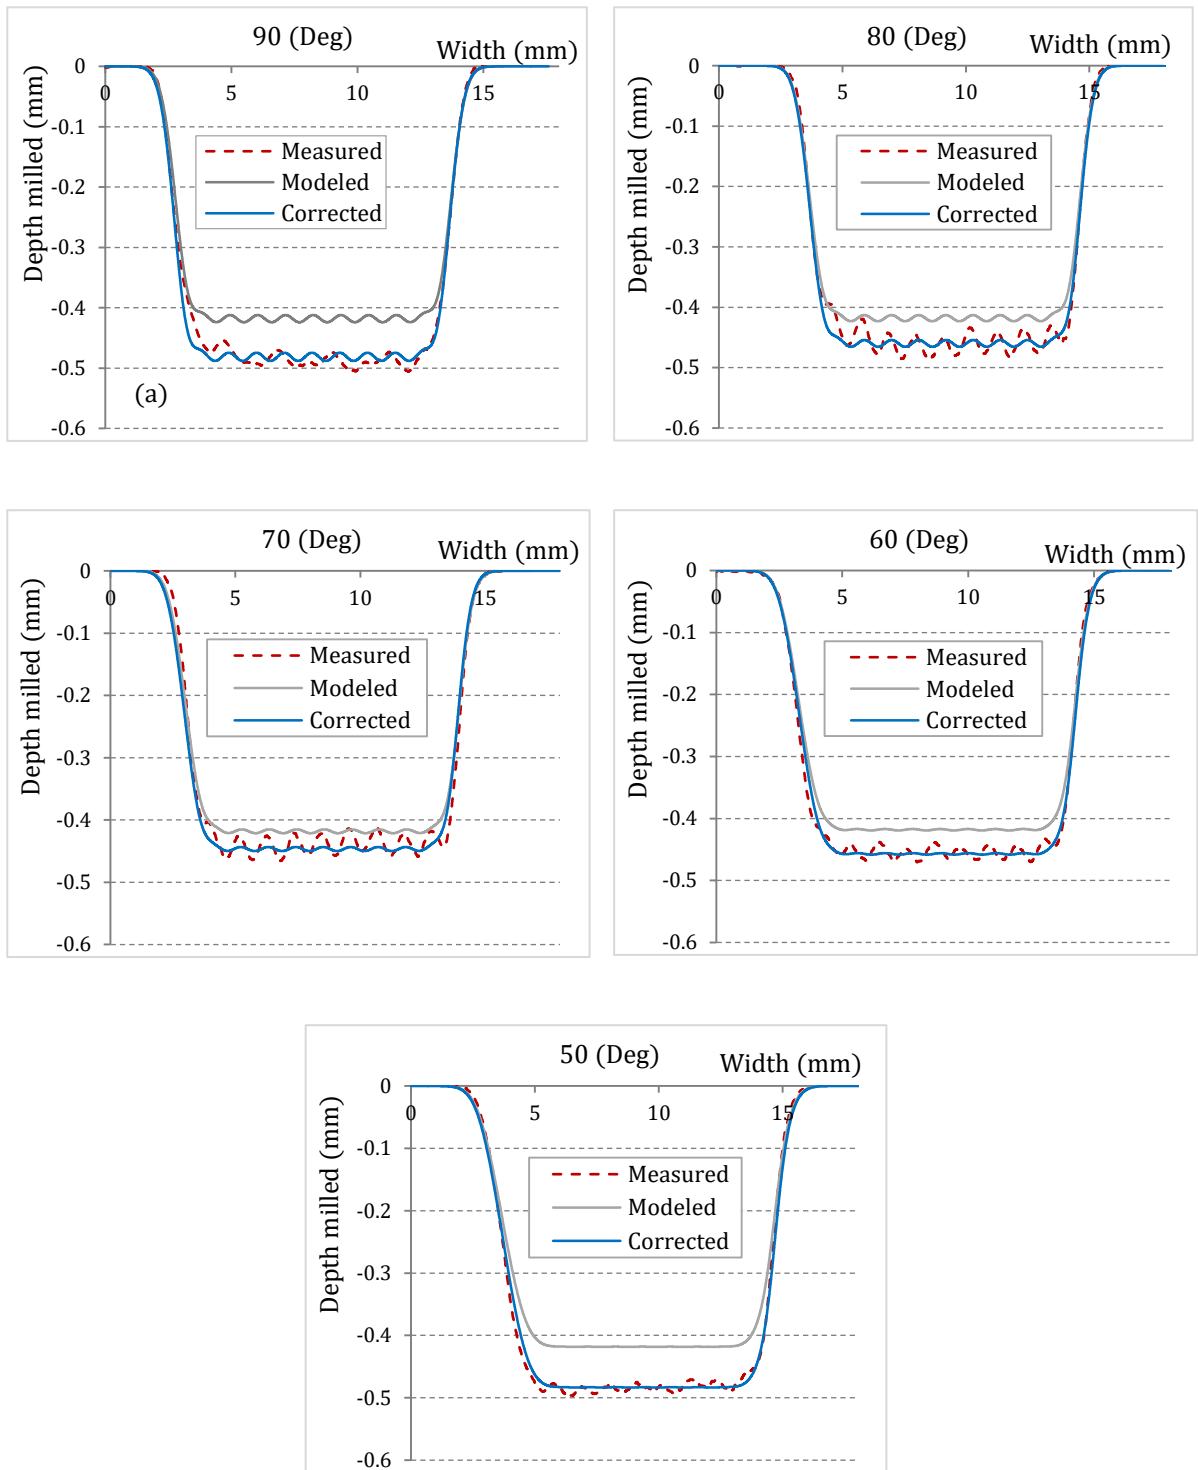 90 (Deg)
Width (mm)
Depth milled (mm)
0
-0.1
-0.2
-0.3
-0.4
-0.5
-0.6
0
5
10
15
Measured
Modeled
Corrected
(a)
80 (Deg)
Width (mm)
Depth milled (mm)
0
-0.1
-0.2
-0.3
-0.4
-0.5
-0.6
0
5
10
15
Measured
Modeled
Corrected
70 (Deg)
Width (mm)
Depth milled (mm)
0
-0.1
-0.2
-0.3
-0.4
-0.5
-0.6
0
5
10
15
Measured
Modeled
Corrected
60 (Deg)
Width (mm)
Depth milled (mm)
0
-0.1
-0.2
-0.3
-0.4
-0.5
-0.6
0
5
10
15
Measured
Modeled
Corrected
50 (Deg)
Width (mm)
Depth milled (mm)
0
-0.1
-0.2
-0.3
-0.4
-0.5
-0.6
0
5
10
15
Measured
Modeled
Corrected